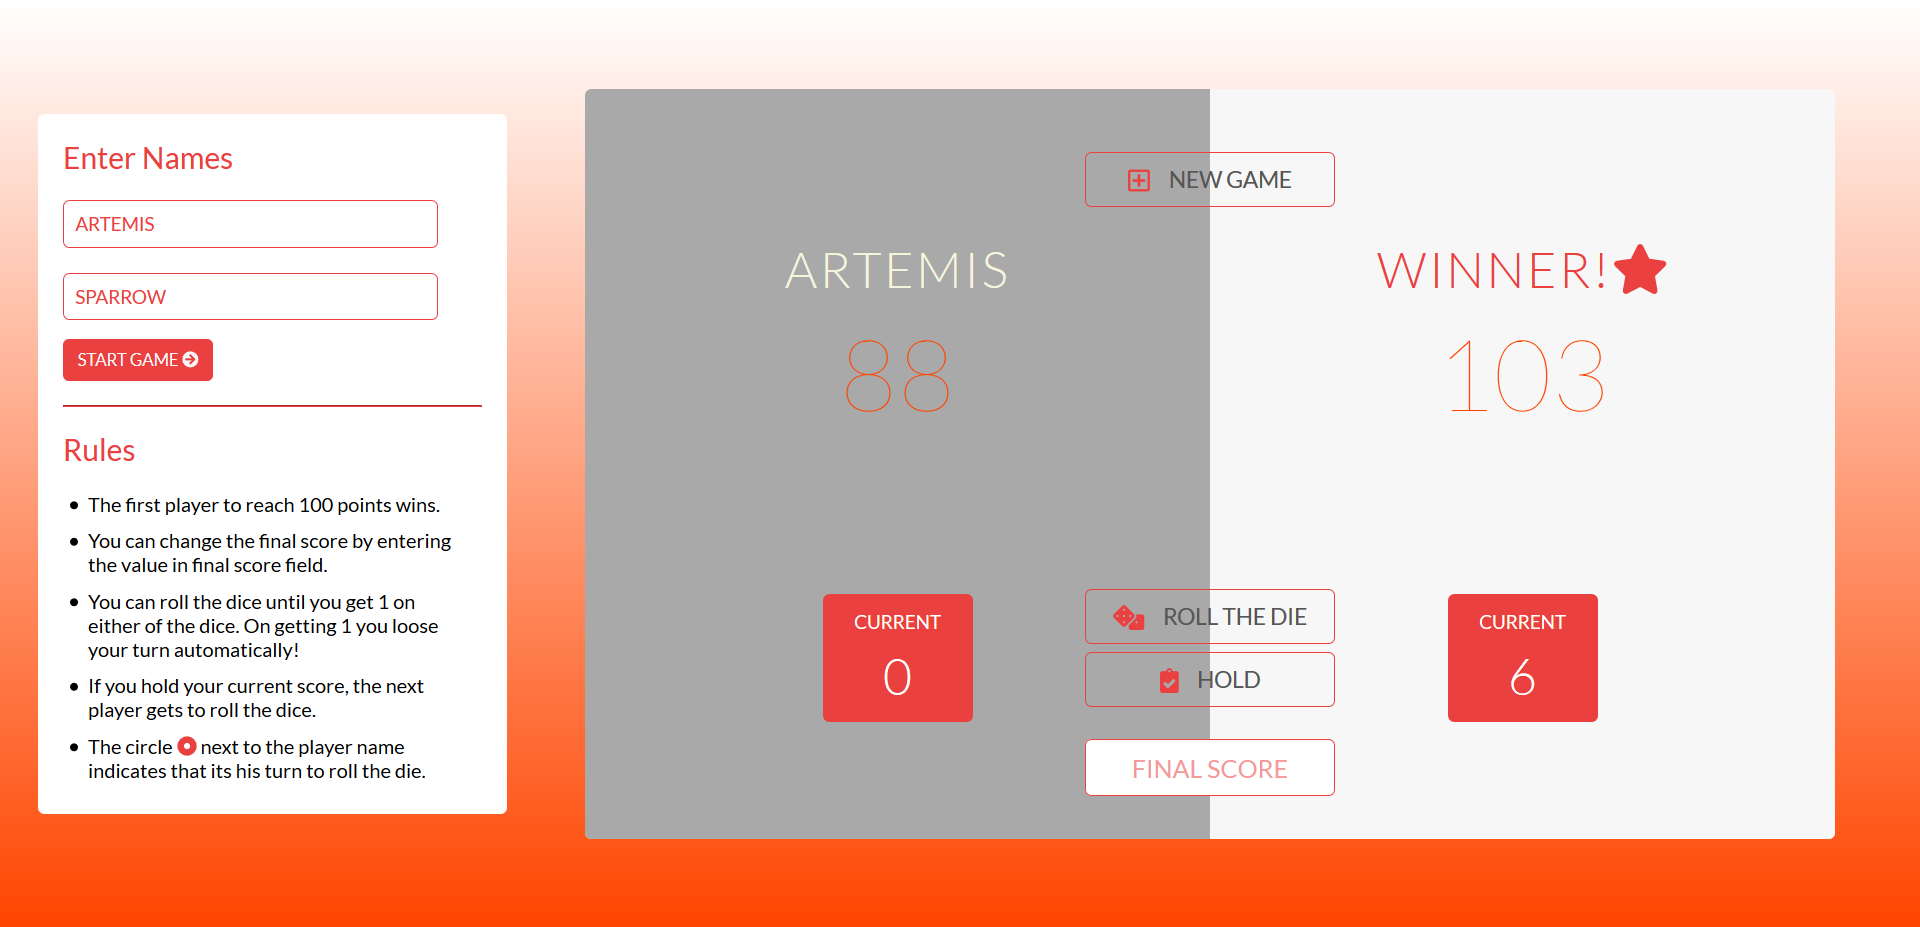 Enter Names
ARTEMIS
SPARROW
START GAME
Rules
The first player to reach 100 points wins.
You can change the final score by entering
the value in final score field.
You can roll the dice until you get 1 on
either of the dice. On getting 1 you loose
your turn automatically!
If you hold your current score, the next
player gets to roll the dice.
The circle next to the player name
indicates that its his turn to roll the die.
NEW GAME
ARTEMIS
88
WINNER!
103
CURRENT
0
ROLL THE DIE
HOLD
FINAL SCORE
CURRENT
6